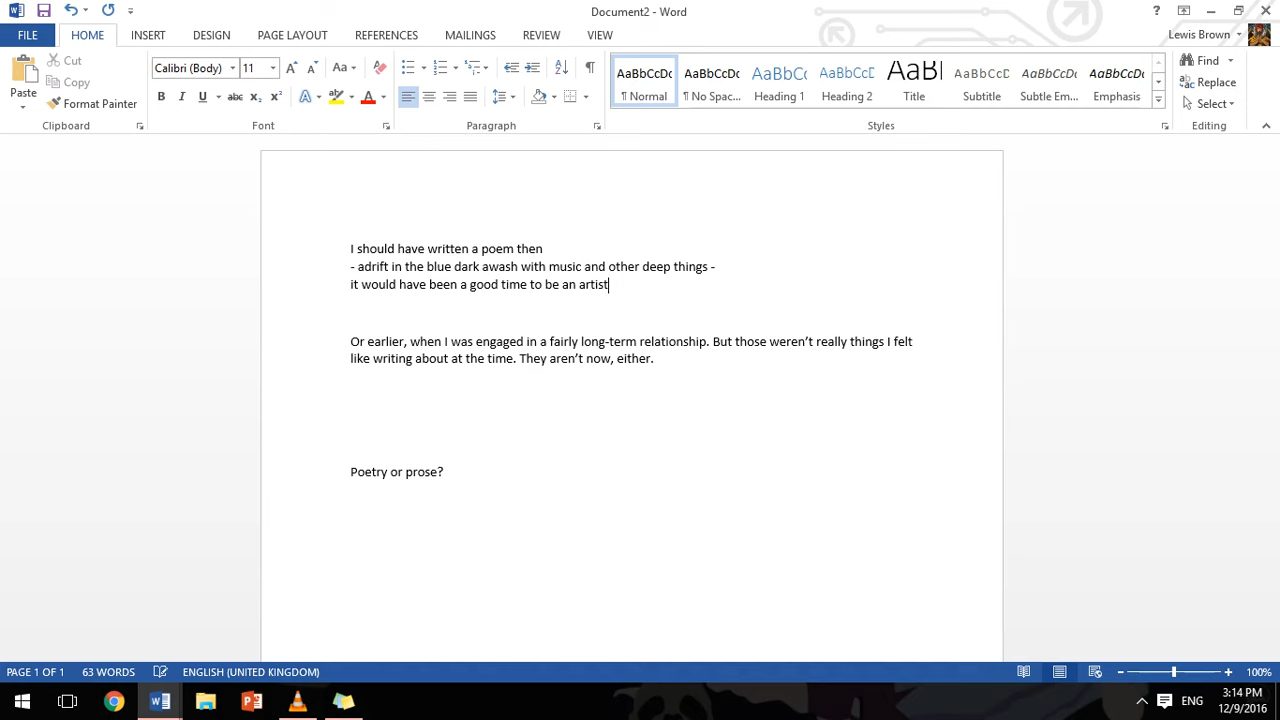 Document2 - Word
Lewis Brown
FILE HOME INSERT DESIGN PAGE LAYOUT REFERENCES MAILINGS REVIEW VIEW
Paste
Cut
Copy
Format Painter
Clipboard
Calibri (Body) 11
Font
Paragraph
AaBbCcDc AaBbCcDc AaBbCc AaBbCcD AaBl AaBbCcD AaBbCcDc AaBbCcDc
¶ Normal ¶ No Spac... Heading 1 Heading 2 Title Subtitle Subtle Em... Emphasis
Styles
Find
Replace
Select
Editing
I should have written a poem then
- adrift in the blue dark awash with music and other deep things -
it would have been a good time to be an artist
Or earlier, when I was engaged in a fairly long-term relationship. But those weren’t really things I felt
like writing about at the time. They aren’t now, either.
Poetry or prose?
PAGE 1 OF 1 63 WORDS ENGLISH (UNITED KINGDOM) 100%
ENG
3:14 PM
12/9/2016